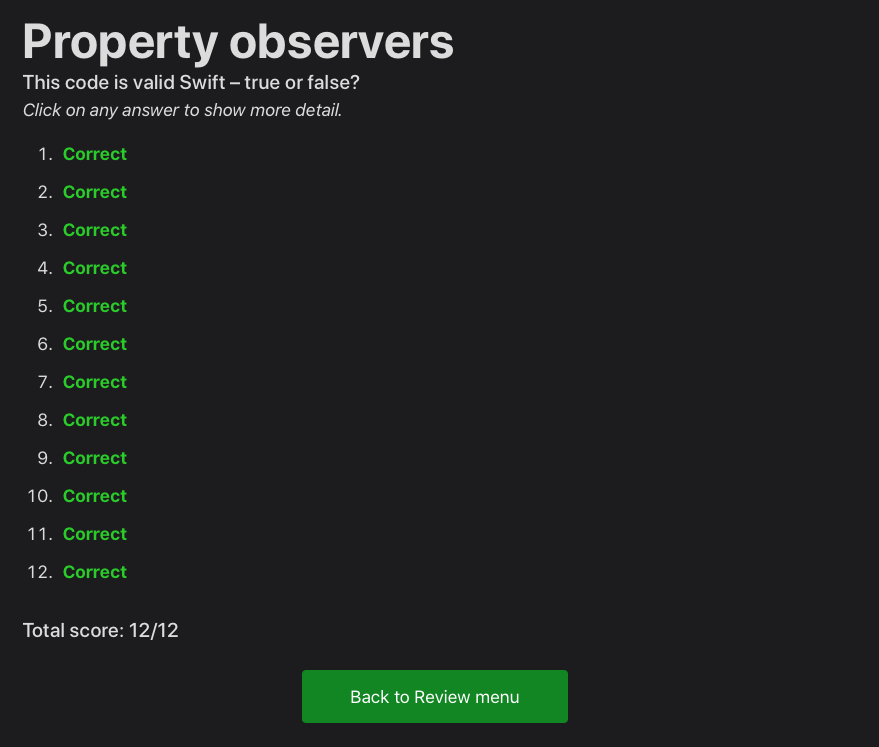 Property observers
This code is valid Swift – true or false?
Click on any answer to show more detail.
1. Correct
2. Correct
3. Correct
4. Correct
5. Correct
6. Correct
7. Correct
8. Correct
9. Correct
10. Correct
11. Correct
12. Correct
Total score: 12/12
Back to Review menu